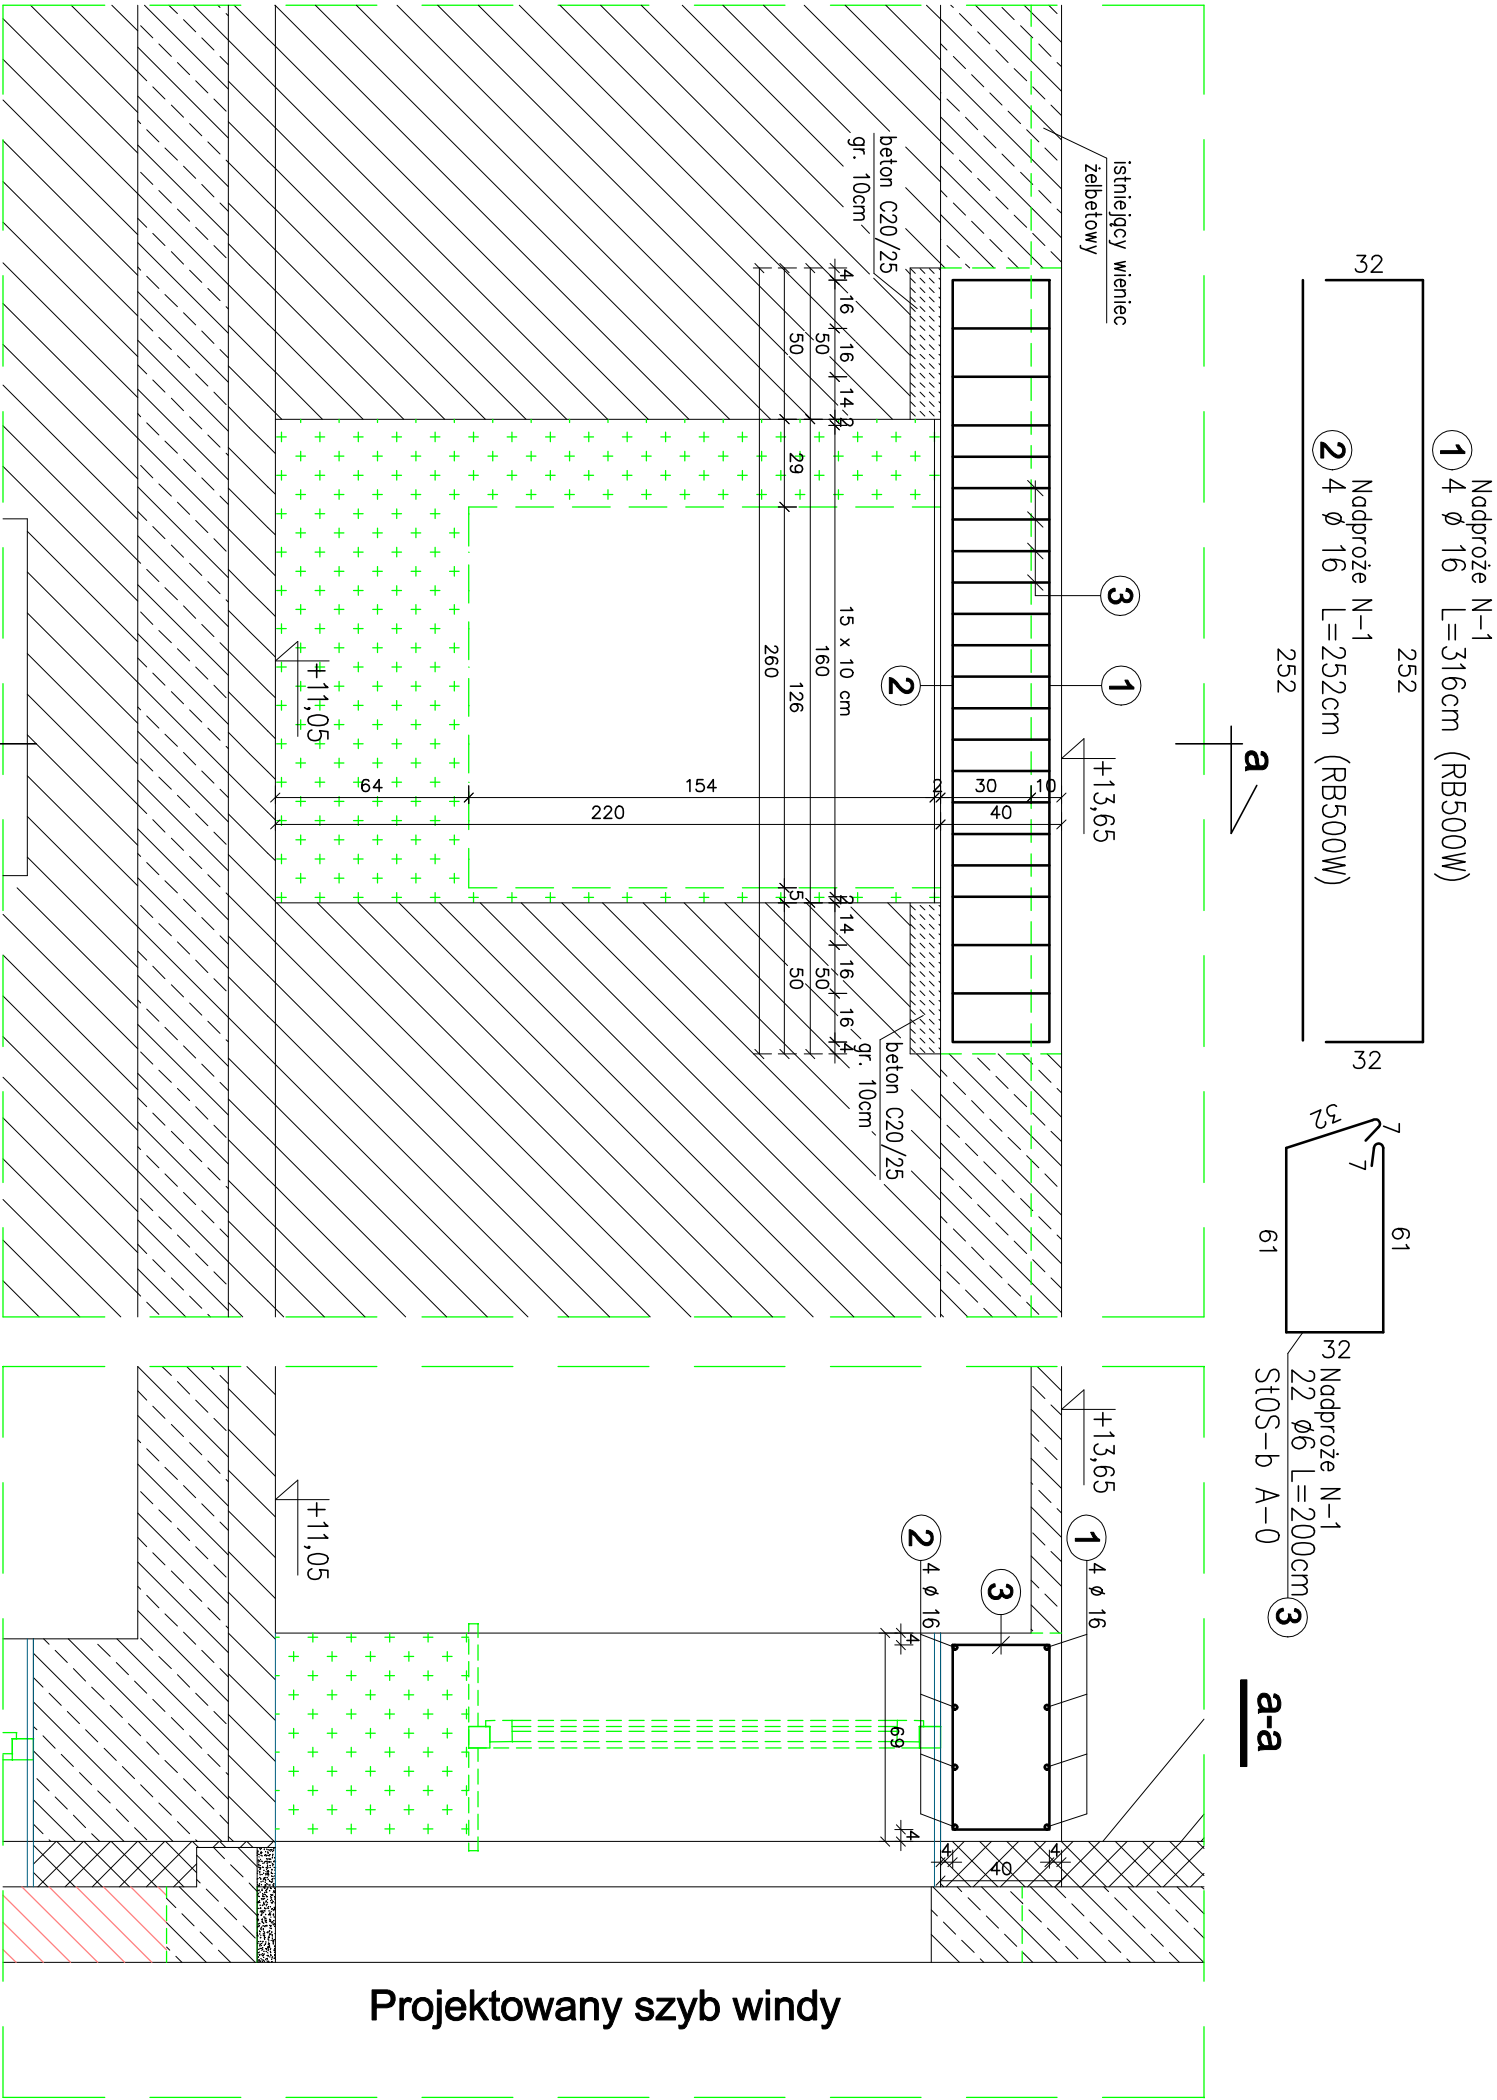 Nadproże N-1
① 4 ø 16 L=316cm (RB500W)
32
252
32
Nadproże N-1
② 4 ø 16 L=252cm (RB500W)
252
7
7
32
61
61
32
Nadproże N-1
22 ø6 L=200cm
③
St0S-b A-0
a
istniejący wieniec
żelbetowy
③
①
②
+13,65
+11,05
beton C20/25
gr. 10cm
beton C20/25
gr. 10cm
4 16 16 14 2 15 x 10 cm 2 14 16 16 4
50 160 50
50 29 126 5 50
260
64 154 2 30 10
220 40
a-a
+13,65
+11,05
① 4 ø 16
③
② 4 ø 16
4
69
4
4 40 4
Projektowany szyb windy